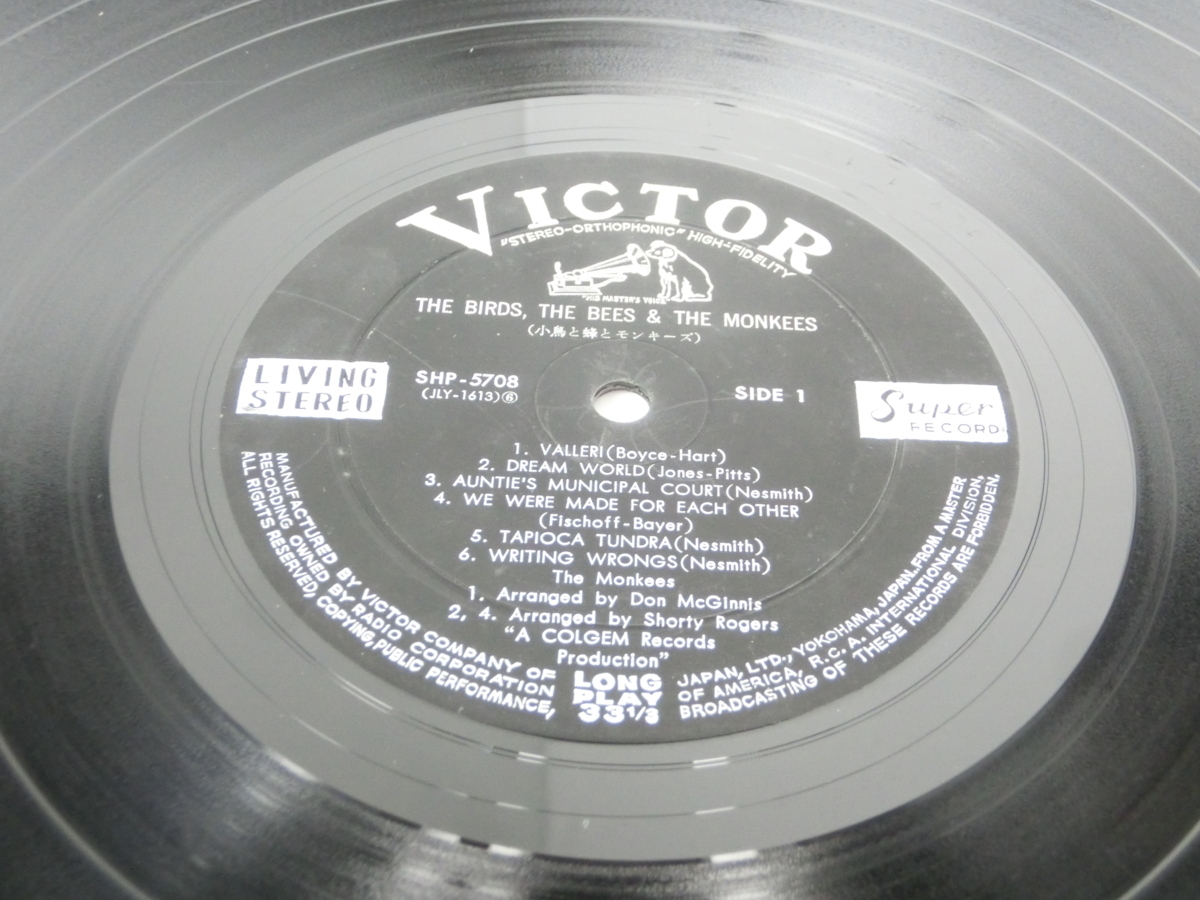 VICTOR
"STEREO-ORTHOPHONIC" HIGH-FIDELITY
"HIS MASTER'S VOICE"
THE BIRDS, THE BEES & THE MONKEES
(小鳥と蜂とモンキーズ)
LIVING
STEREO
SHP-5708
(JLY-1613)⑥
SIDE 1
Super
RECORD
1. VALLERI(Boyce-Hart)
2. DREAM WORLD(Jones-Pitts)
3. AUNTIE'S MUNICIPAL COURT(Nesmith)
4. WE WERE MADE FOR EACH OTHER
(Fischoff-Bayer)
5. TAPIOCA TUNDRA(Nesmith)
6. WRITING WRONGS(Nesmith)
The Monkees
1. Arranged by Don McGinnis
2, 4. Arranged by Shorty Rogers
"A COLGEM Records
Production"
LONG
PLAY
33 1/3
MANUFACTURED BY VICTOR COMPANY OF JAPAN, LTD., YOKOHAMA, JAPAN..FROM A MASTER
RECORDING OWNED BY RADIO CORPORATION OF AMERICA, R.C.A. INTERNATIONAL DIVISION,
ALL RIGHTS RESERVED, COPYING, PUBLIC PERFORMANCE, BROADCASTING OF THESE RECORDS ARE FORBIDDEN.